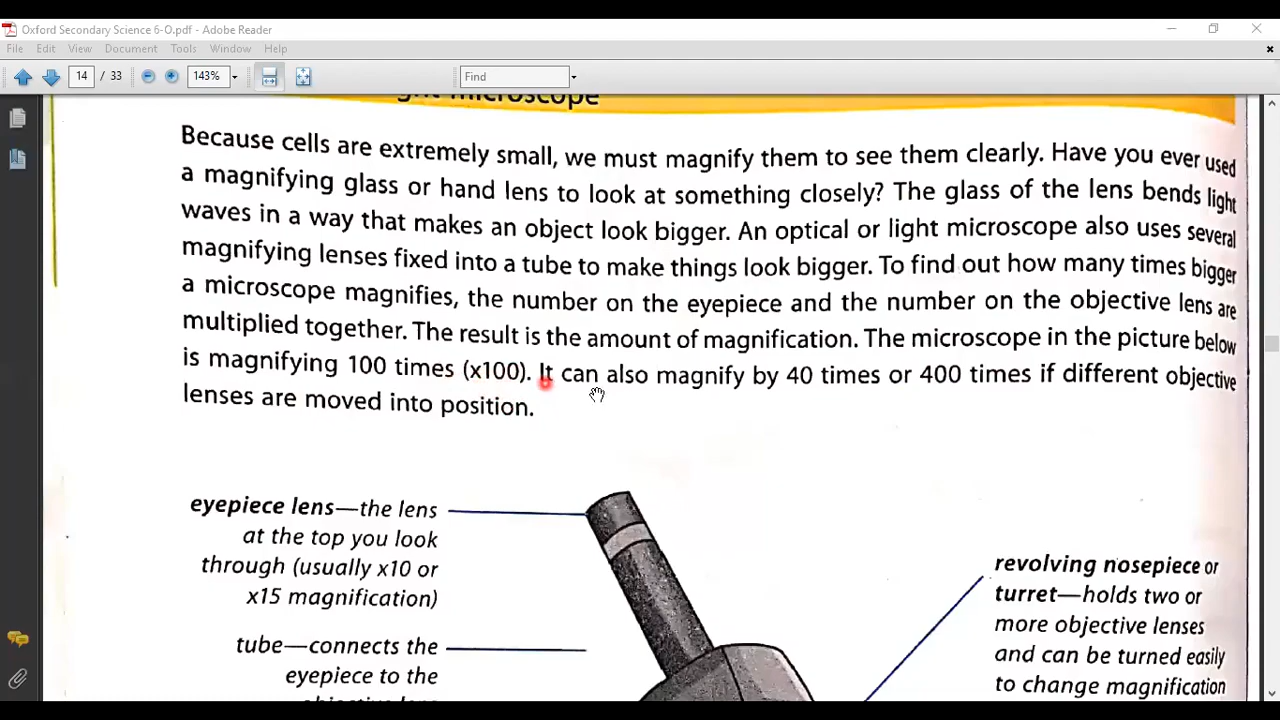 Oxford Secondary Science 6-O.pdf - Adobe Reader
File Edit View Document Tools Window Help
14 / 33 143% Find
microscope
Because cells are extremely small, we must magnify them to see them clearly. Have you ever used
a magnifying glass or hand lens to look at something closely? The glass of the lens bends light
waves in a way that makes an object look bigger. An optical or light microscope also uses several
magnifying lenses fixed into a tube to make things look bigger. To find out how many times bigger
a microscope magnifies, the number on the eyepiece and the number on the objective lens are
multiplied together. The result is the amount of magnification. The microscope in the picture below
is magnifying 100 times (x100). It can also magnify by 40 times or 400 times if different objective
lenses are moved into position.
eyepiece lens—the lens
at the top you look
through (usually x10 or
x15 magnification)
tube—connects the
eyepiece to the
revolving nosepiece or
turret—holds two or
more objective lenses
and can be turned easily
to change magnification